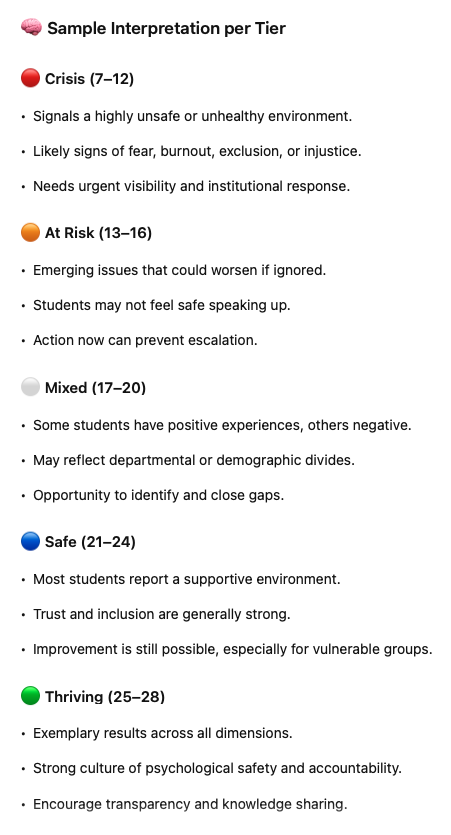 🧠 Sample Interpretation per Tier
🔴 Crisis (7–12)
• Signals a highly unsafe or unhealthy environment.
• Likely signs of fear, burnout, exclusion, or injustice.
• Needs urgent visibility and institutional response.
🟠 At Risk (13–16)
• Emerging issues that could worsen if ignored.
• Students may not feel safe speaking up.
• Action now can prevent escalation.
⚪ Mixed (17–20)
• Some students have positive experiences, others negative.
• May reflect departmental or demographic divides.
• Opportunity to identify and close gaps.
🔵 Safe (21–24)
• Most students report a supportive environment.
• Trust and inclusion are generally strong.
• Improvement is still possible, especially for vulnerable groups.
🟢 Thriving (25–28)
• Exemplary results across all dimensions.
• Strong culture of psychological safety and accountability.
• Encourage transparency and knowledge sharing.